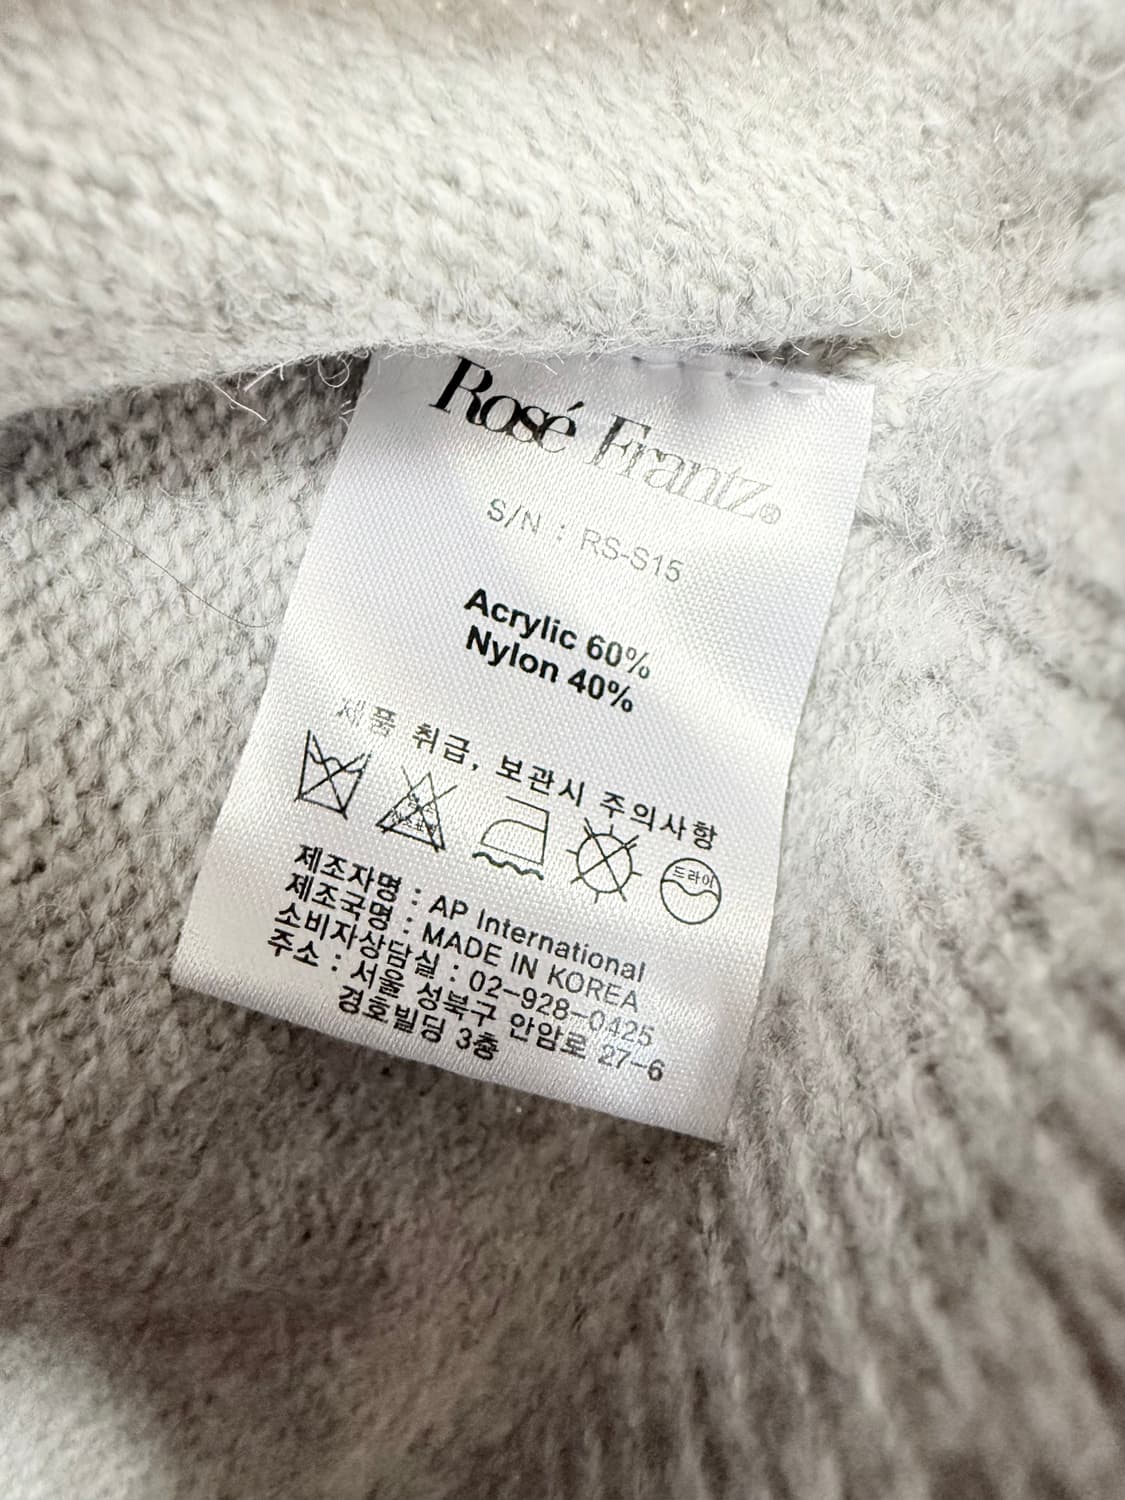 Rosé Frantz®
S/N : RS-S15
Acrylic 60%
Nylon 40%
제품 취급, 보관시 주의사항
드라이
제조자명 : AP International
제조국명 : MADE IN KOREA
소비자상담실 : 02-928-0425
주소 : 서울 성북구 안암로 27-6
경호빌딩 3층